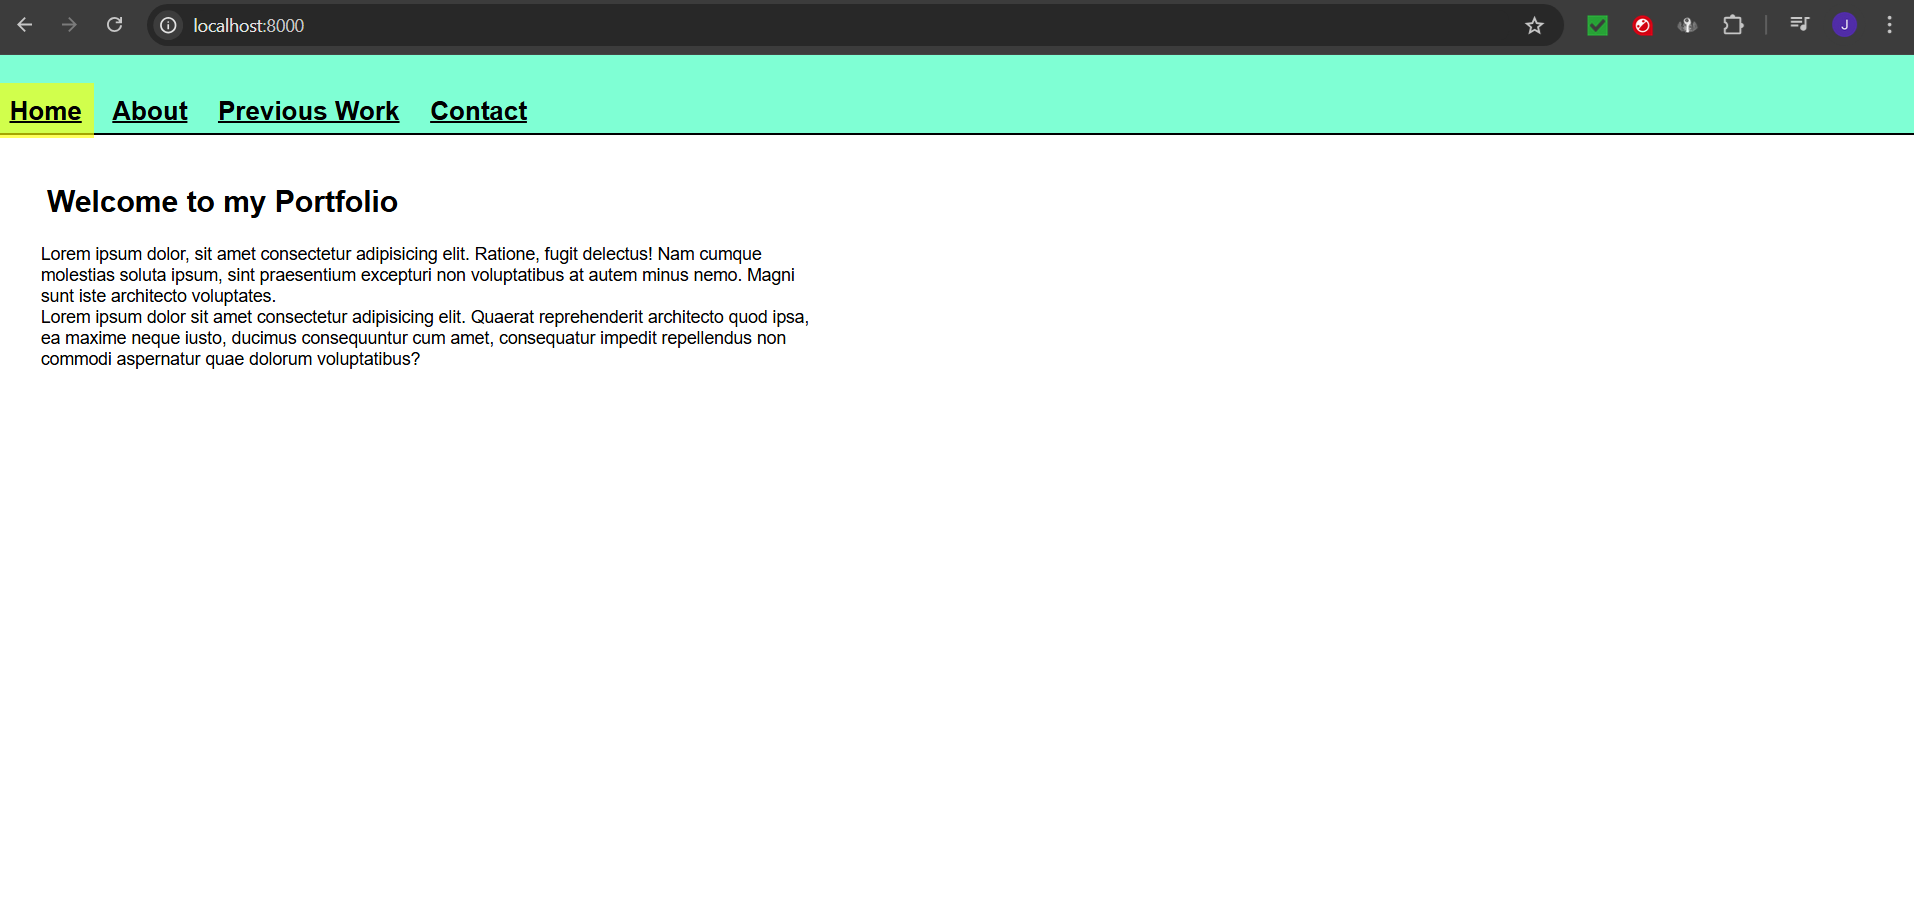 localhost:8000
J
Home About Previous Work Contact
Welcome to my Portfolio
Lorem ipsum dolor, sit amet consectetur adipisicing elit. Ratione, fugit delectus! Nam cumque
molestias soluta ipsum, sint praesentium excepturi non voluptatibus at autem minus nemo. Magni
sunt iste architecto voluptates.
Lorem ipsum dolor sit amet consectetur adipisicing elit. Quaerat reprehenderit architecto quod ipsa,
ea maxime neque iusto, ducimus consequuntur cum amet, consequatur impedit repellendus non
commodi aspernatur quae dolorum voluptatibus?